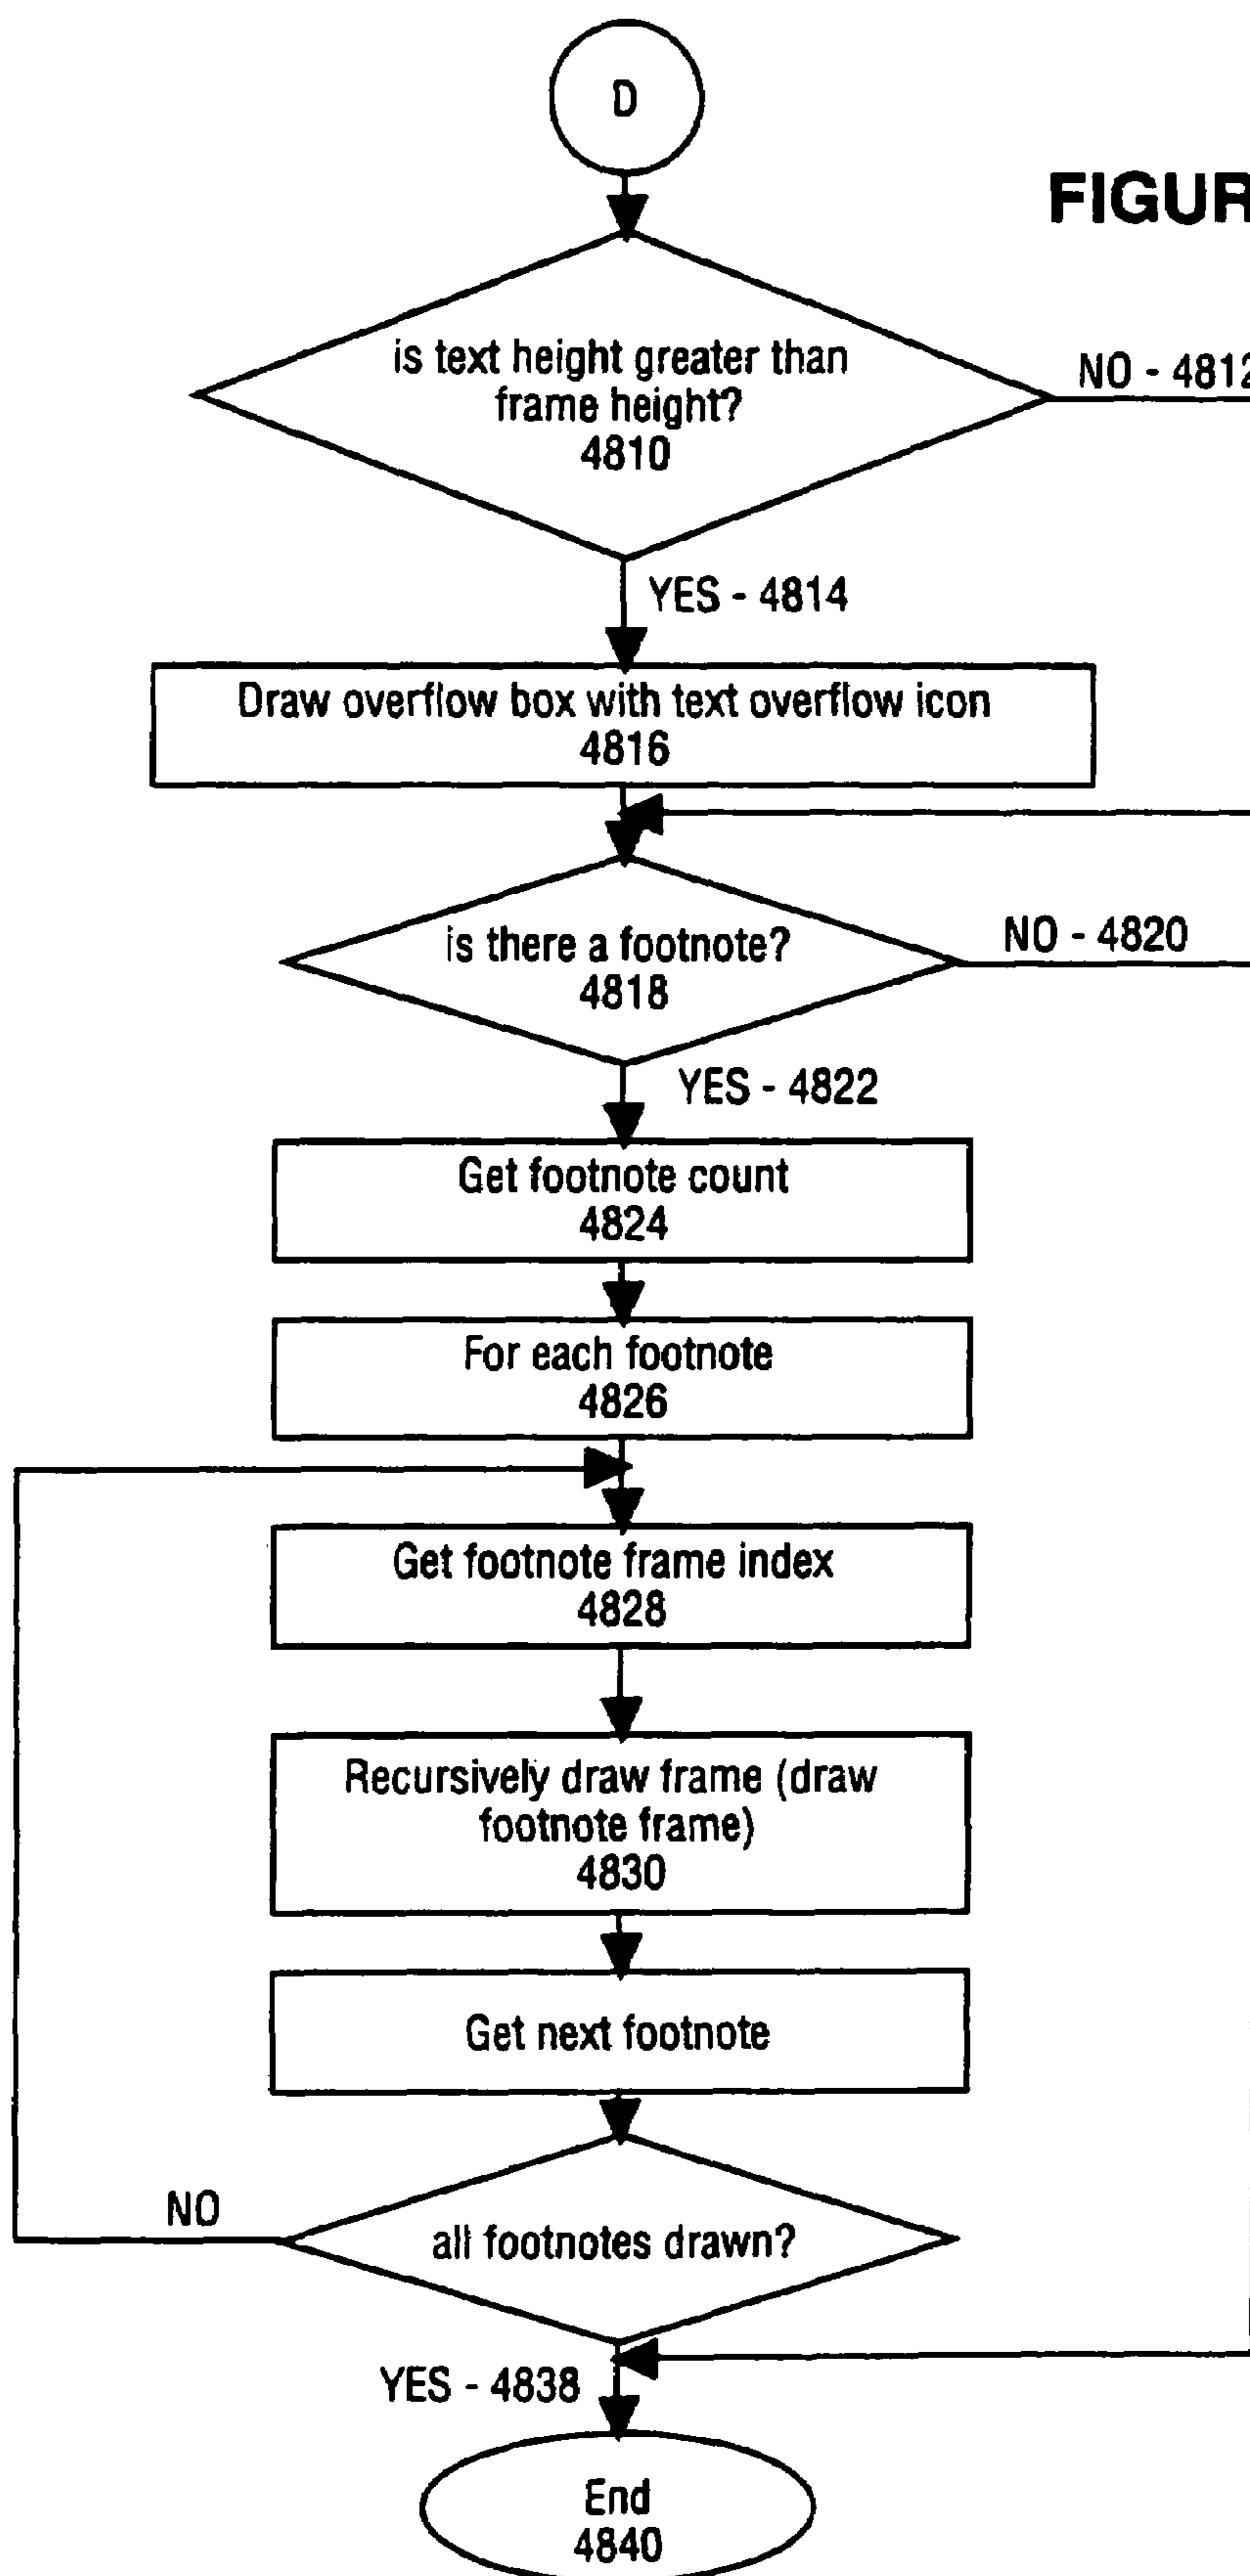 D
FIGUR
is text height greater than
frame height?
4810
NO - 4812
YES - 4814
Draw overflow box with text overflow icon
4816
is there a footnote?
4818
NO - 4820
YES - 4822
Get footnote count
4824
For each footnote
4826
Get footnote frame index
4828
Recursively draw frame (draw
footnote frame)
4830
Get next footnote
NO
all footnotes drawn?
YES - 4838
End
4840